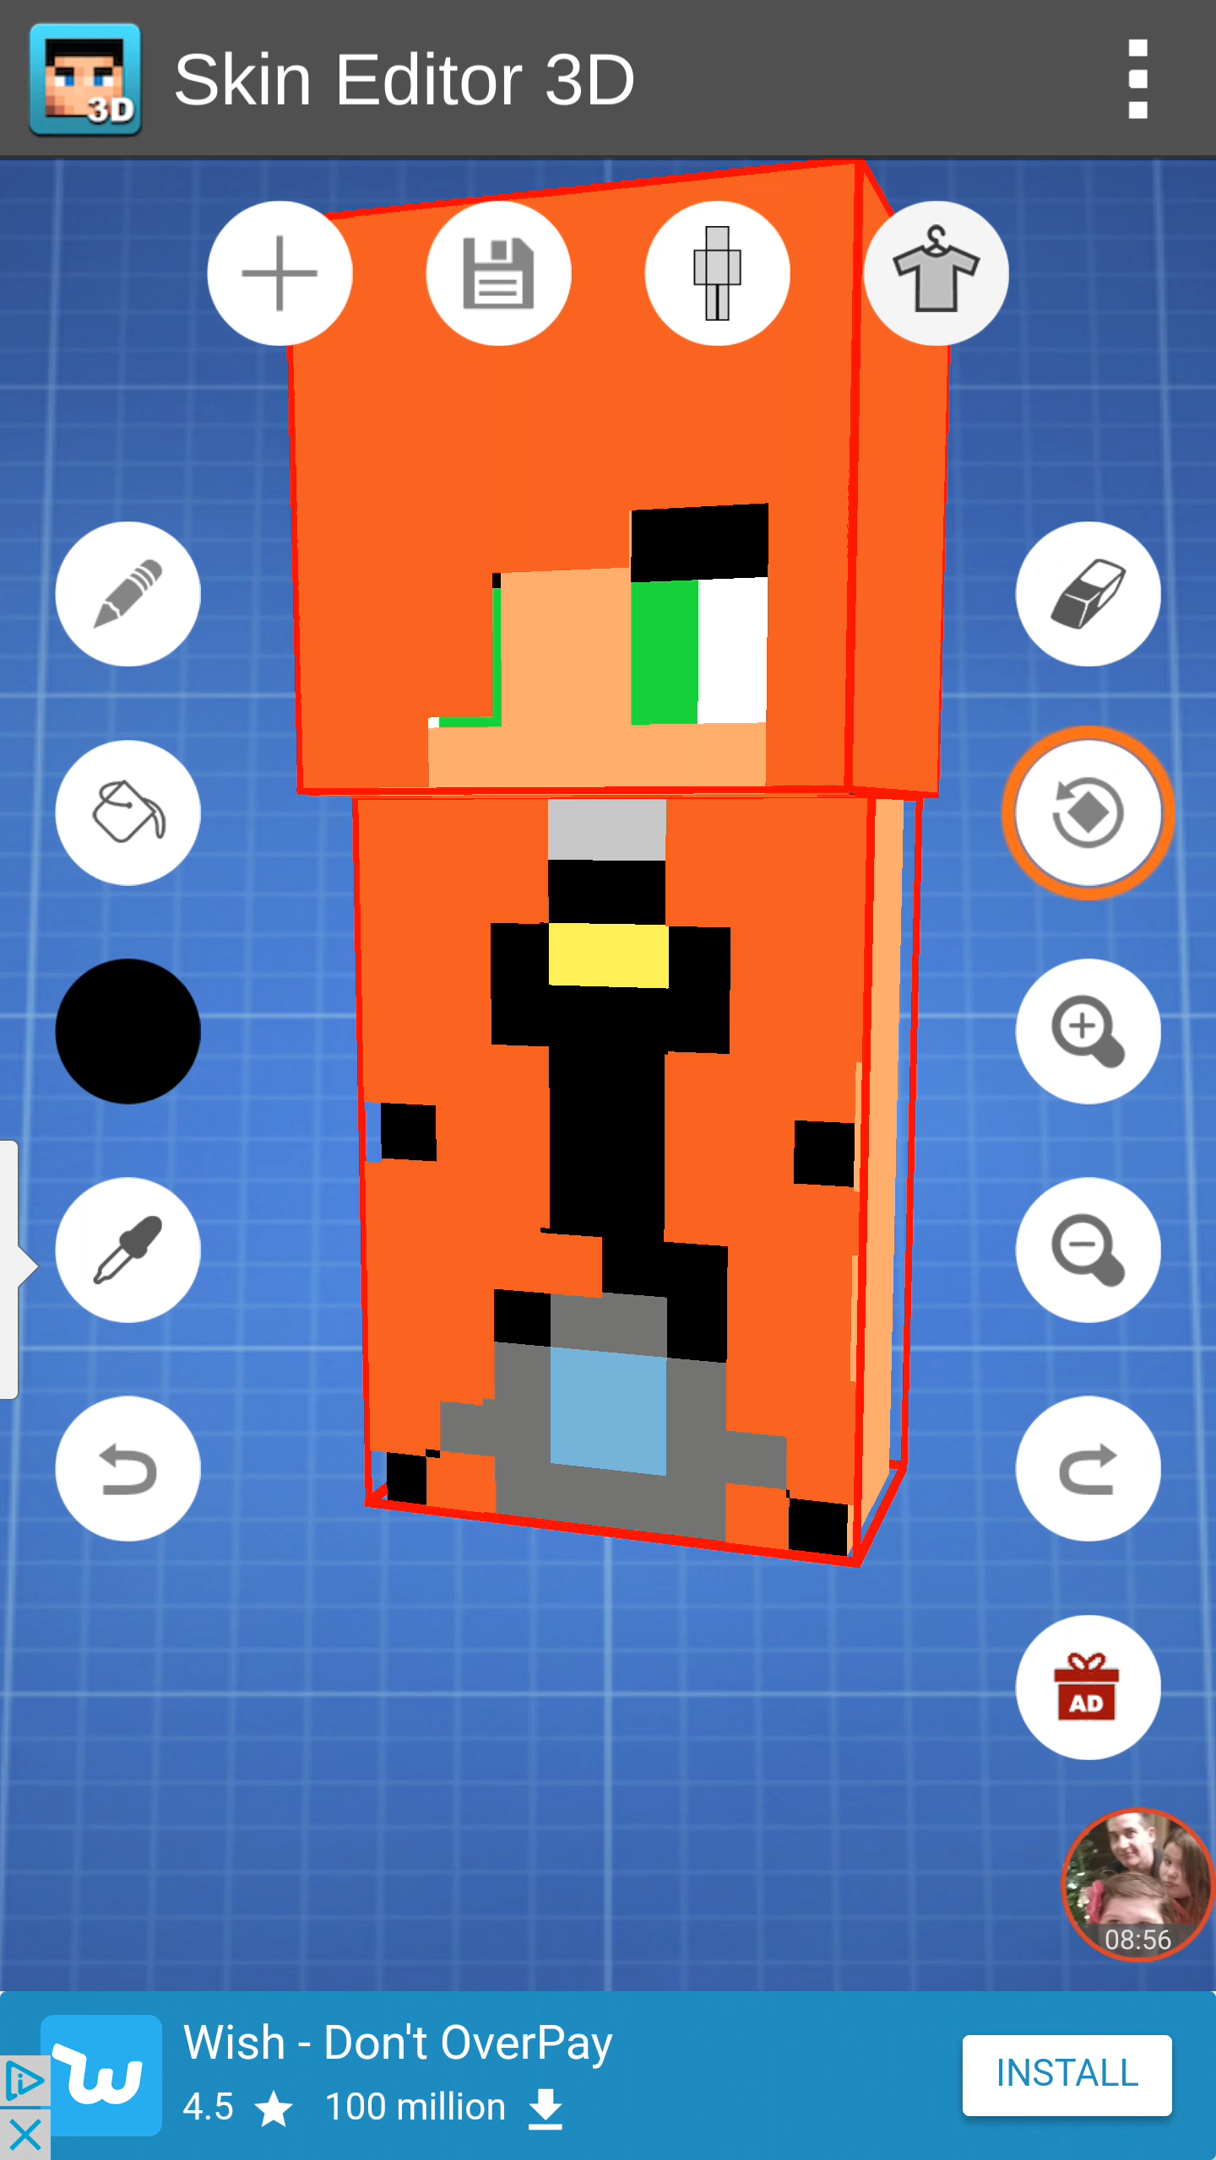 3D
Skin Editor 3D
AD
08:56
Wish - Don't OverPay
4.5 100 million
INSTALL